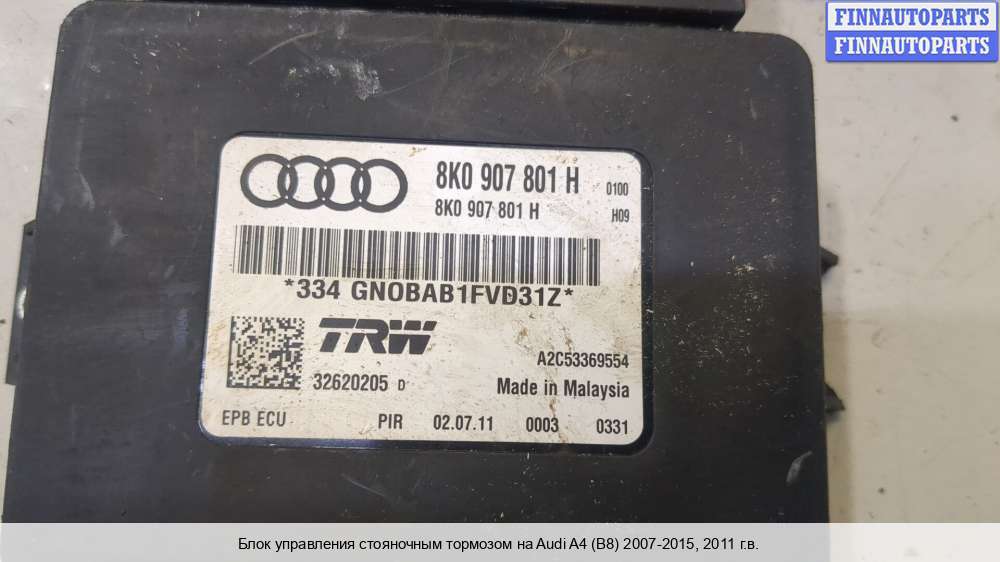 FINNAUTOPARTS
FINNAUTOPARTS
8K0 907 801 H 0100
8K0 907 801 H H09
*334 GNOBAB1FVD31Z*
TRW
A2C53369554
32620205 D
Made in Malaysia
EPB ECU PIR 02.07.11 0003 0331
Блок управления стояночным тормозом на Audi A4 (B8) 2007-2015, 2011 г.в.